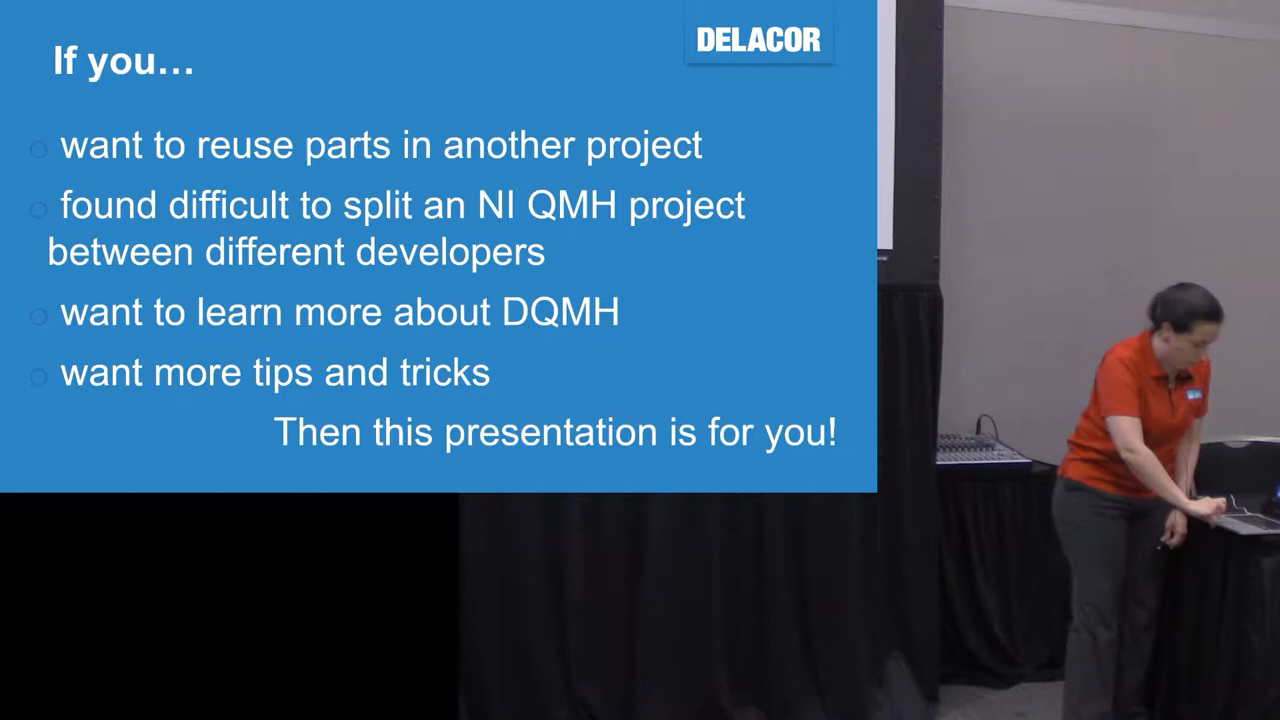 DELACOR
If you…
want to reuse parts in another project
found difficult to split an NI QMH project
between different developers
want to learn more about DQMH
want more tips and tricks
Then this presentation is for you!